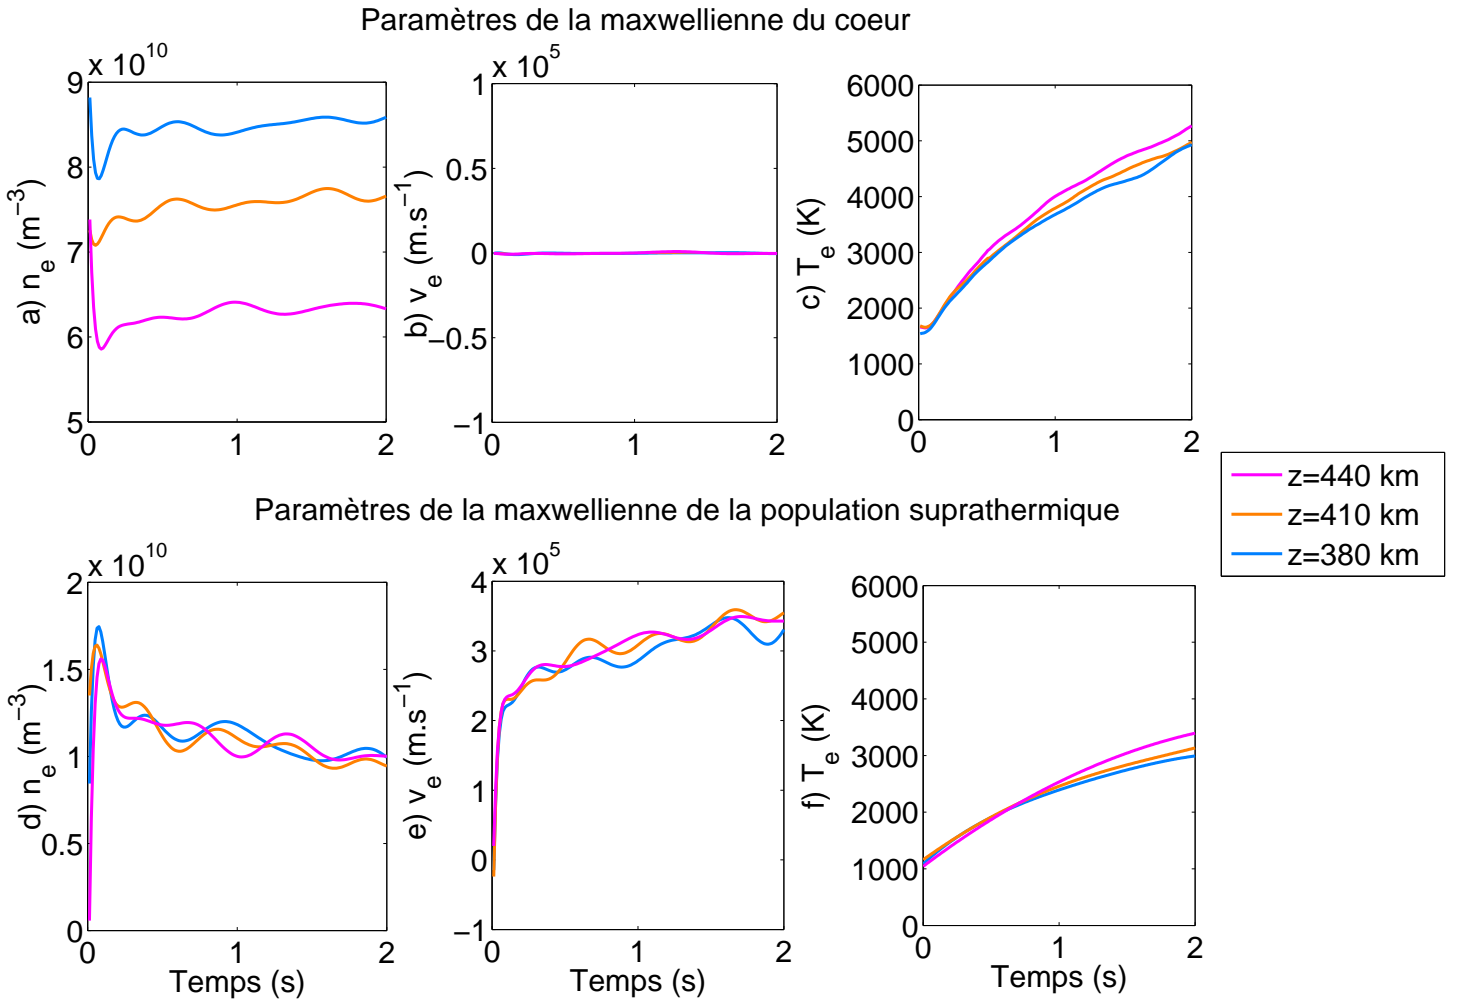 Paramètres de la maxwellienne du coeur
x 10^10
9
8
7
6
5
0 1 2
a) n_e (m^−3)
x 10^5
1
0.5
0
−0.5
−1
0 1 2
b) v_e (m.s^−1)
6000
5000
4000
3000
2000
1000
0
0 1 2
c) T_e (K)
z=440 km
z=410 km
z=380 km
Paramètres de la maxwellienne de la population suprathermique
x 10^10
2
1.5
1
0.5
0
0 1 2
d) n_e (m^−3)
Temps (s)
x 10^5
4
3
2
1
0
−1
0 1 2
e) v_e (m.s^−1)
Temps (s)
6000
5000
4000
3000
2000
1000
0
0 1 2
f) T_e (K)
Temps (s)